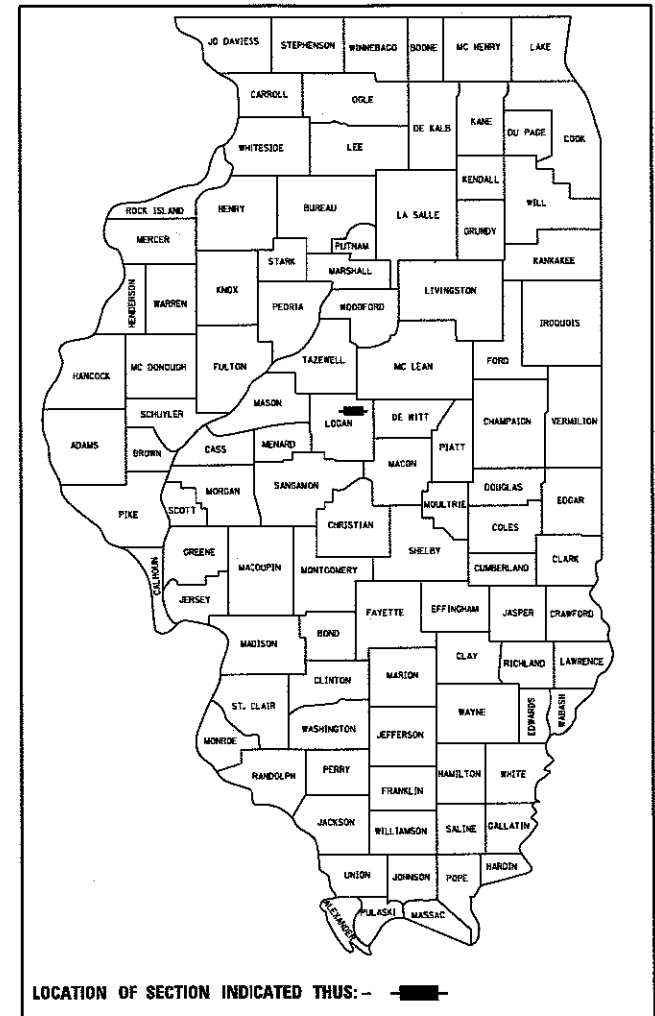 JO DAVIESS STEPHENSON WINNEBAGO BOONE MC HENRY LAKE
CARROLL OGLE DE KALB KANE DU PAGE COOK
WHITESIDE LEE KENDALL WILL
ROCK ISLAND HENRY BUREAU LA SALLE GRUNDY
MERCER PUTNAM KANKAKEE
STARK MARSHALL
HENDERSON WARREN KNOX PEORIA WOODFORD LIVINGSTON IROQUOIS
HANCOCK MC DONOUGH FULTON TAZEWELL MC LEAN FORD
MASON
SCHUYLER LOGAN DE WITT CHAMPAIGN VERMILION
ADAMS BROWN CASS MENARD PIATT
MACON
MORGAN SANGAMON DOUGLAS EDGAR
PIKE SCOTT MOULTRIE
CHRISTIAN COLES
GREENE MACOUPIN MONTGOMERY SHELBY CUMBERLAND CLARK
CALHOUN
JERSEY
FAYETTE EFFINGHAM JASPER CRAWFORD
MADISON BOND
CLAY RICHLAND LAWRENCE
CLINTON MARION
ST. CLAIR WAYNE EDWARDS WABASH
WASHINGTON JEFFERSON
MONROE
RANDOLPH PERRY HAMILTON WHITE
FRANKLIN
JACKSON WILLIAMSON SALINE GALLATIN
UNION JOHNSON POPE HARDIN
ALEXANDER PULASKI MASSAC
LOCATION OF SECTION INDICATED THUS: -